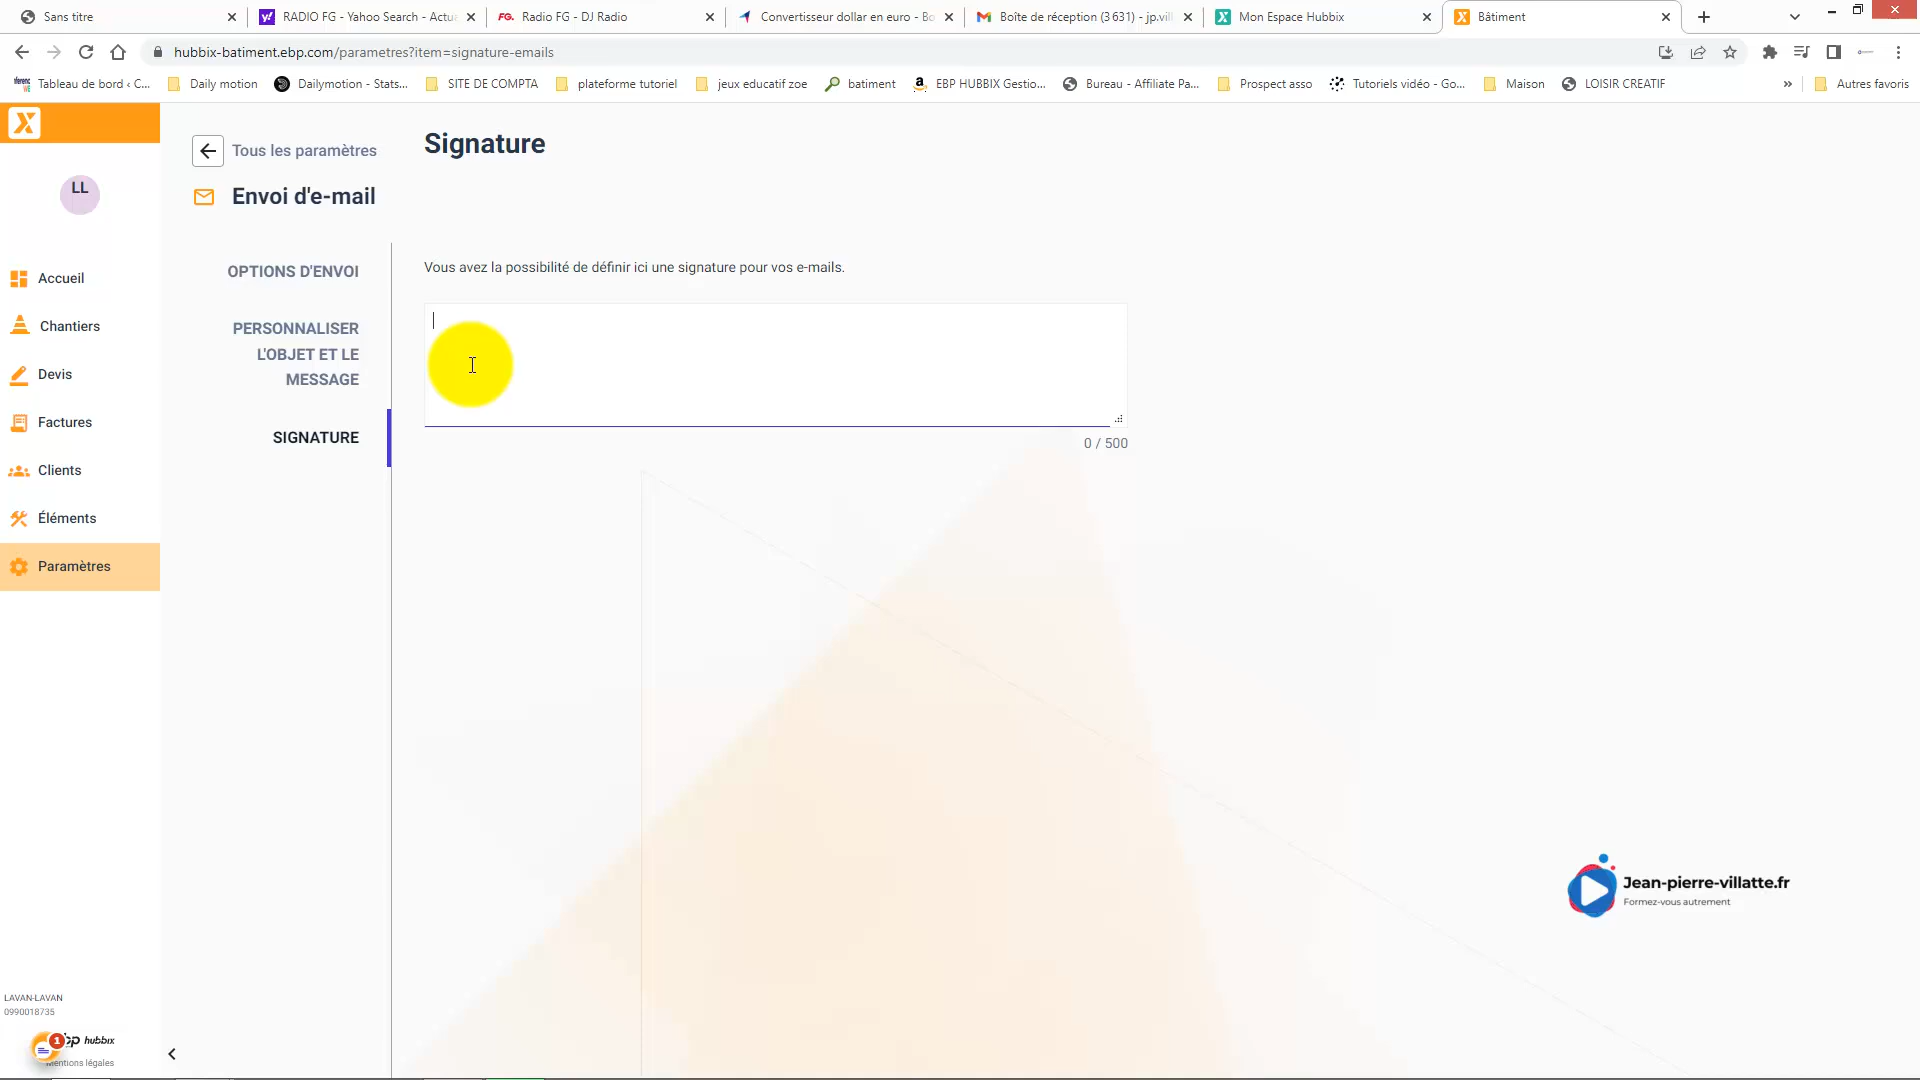 Sans titre
RADIO FG - Yahoo Search - Actua
FG. Radio FG - DJ Radio
Convertisseur dollar en euro - Bo
Boîte de réception (3 631) - jp.vill
Mon Espace Hubbix
Bâtiment
hubbix-batiment.ebp.com/parametres?item=signature-emails
Tableau de bord ‹ C...
Daily motion
Dailymotion - Stats...
SITE DE COMPTA
plateforme tutoriel
jeux educatif zoe
batiment
EBP HUBBIX Gestio...
Bureau - Affiliate Pa...
Prospect asso
Tutoriels vidéo - Go...
Maison
LOISIR CREATIF
»
Autres favoris
LL
Accueil
Chantiers
Devis
Factures
Clients
Éléments
Paramètres
LAVAN-LAVAN
0990018735
1
hubbix
Mentions légales
Tous les paramètres
Envoi d'e-mail
OPTIONS D'ENVOI
PERSONNALISER
L'OBJET ET LE
MESSAGE
SIGNATURE
Signature
Vous avez la possibilité de définir ici une signature pour vos e-mails.
0 / 500
Jean-pierre-villatte.fr
Formez-vous autrement